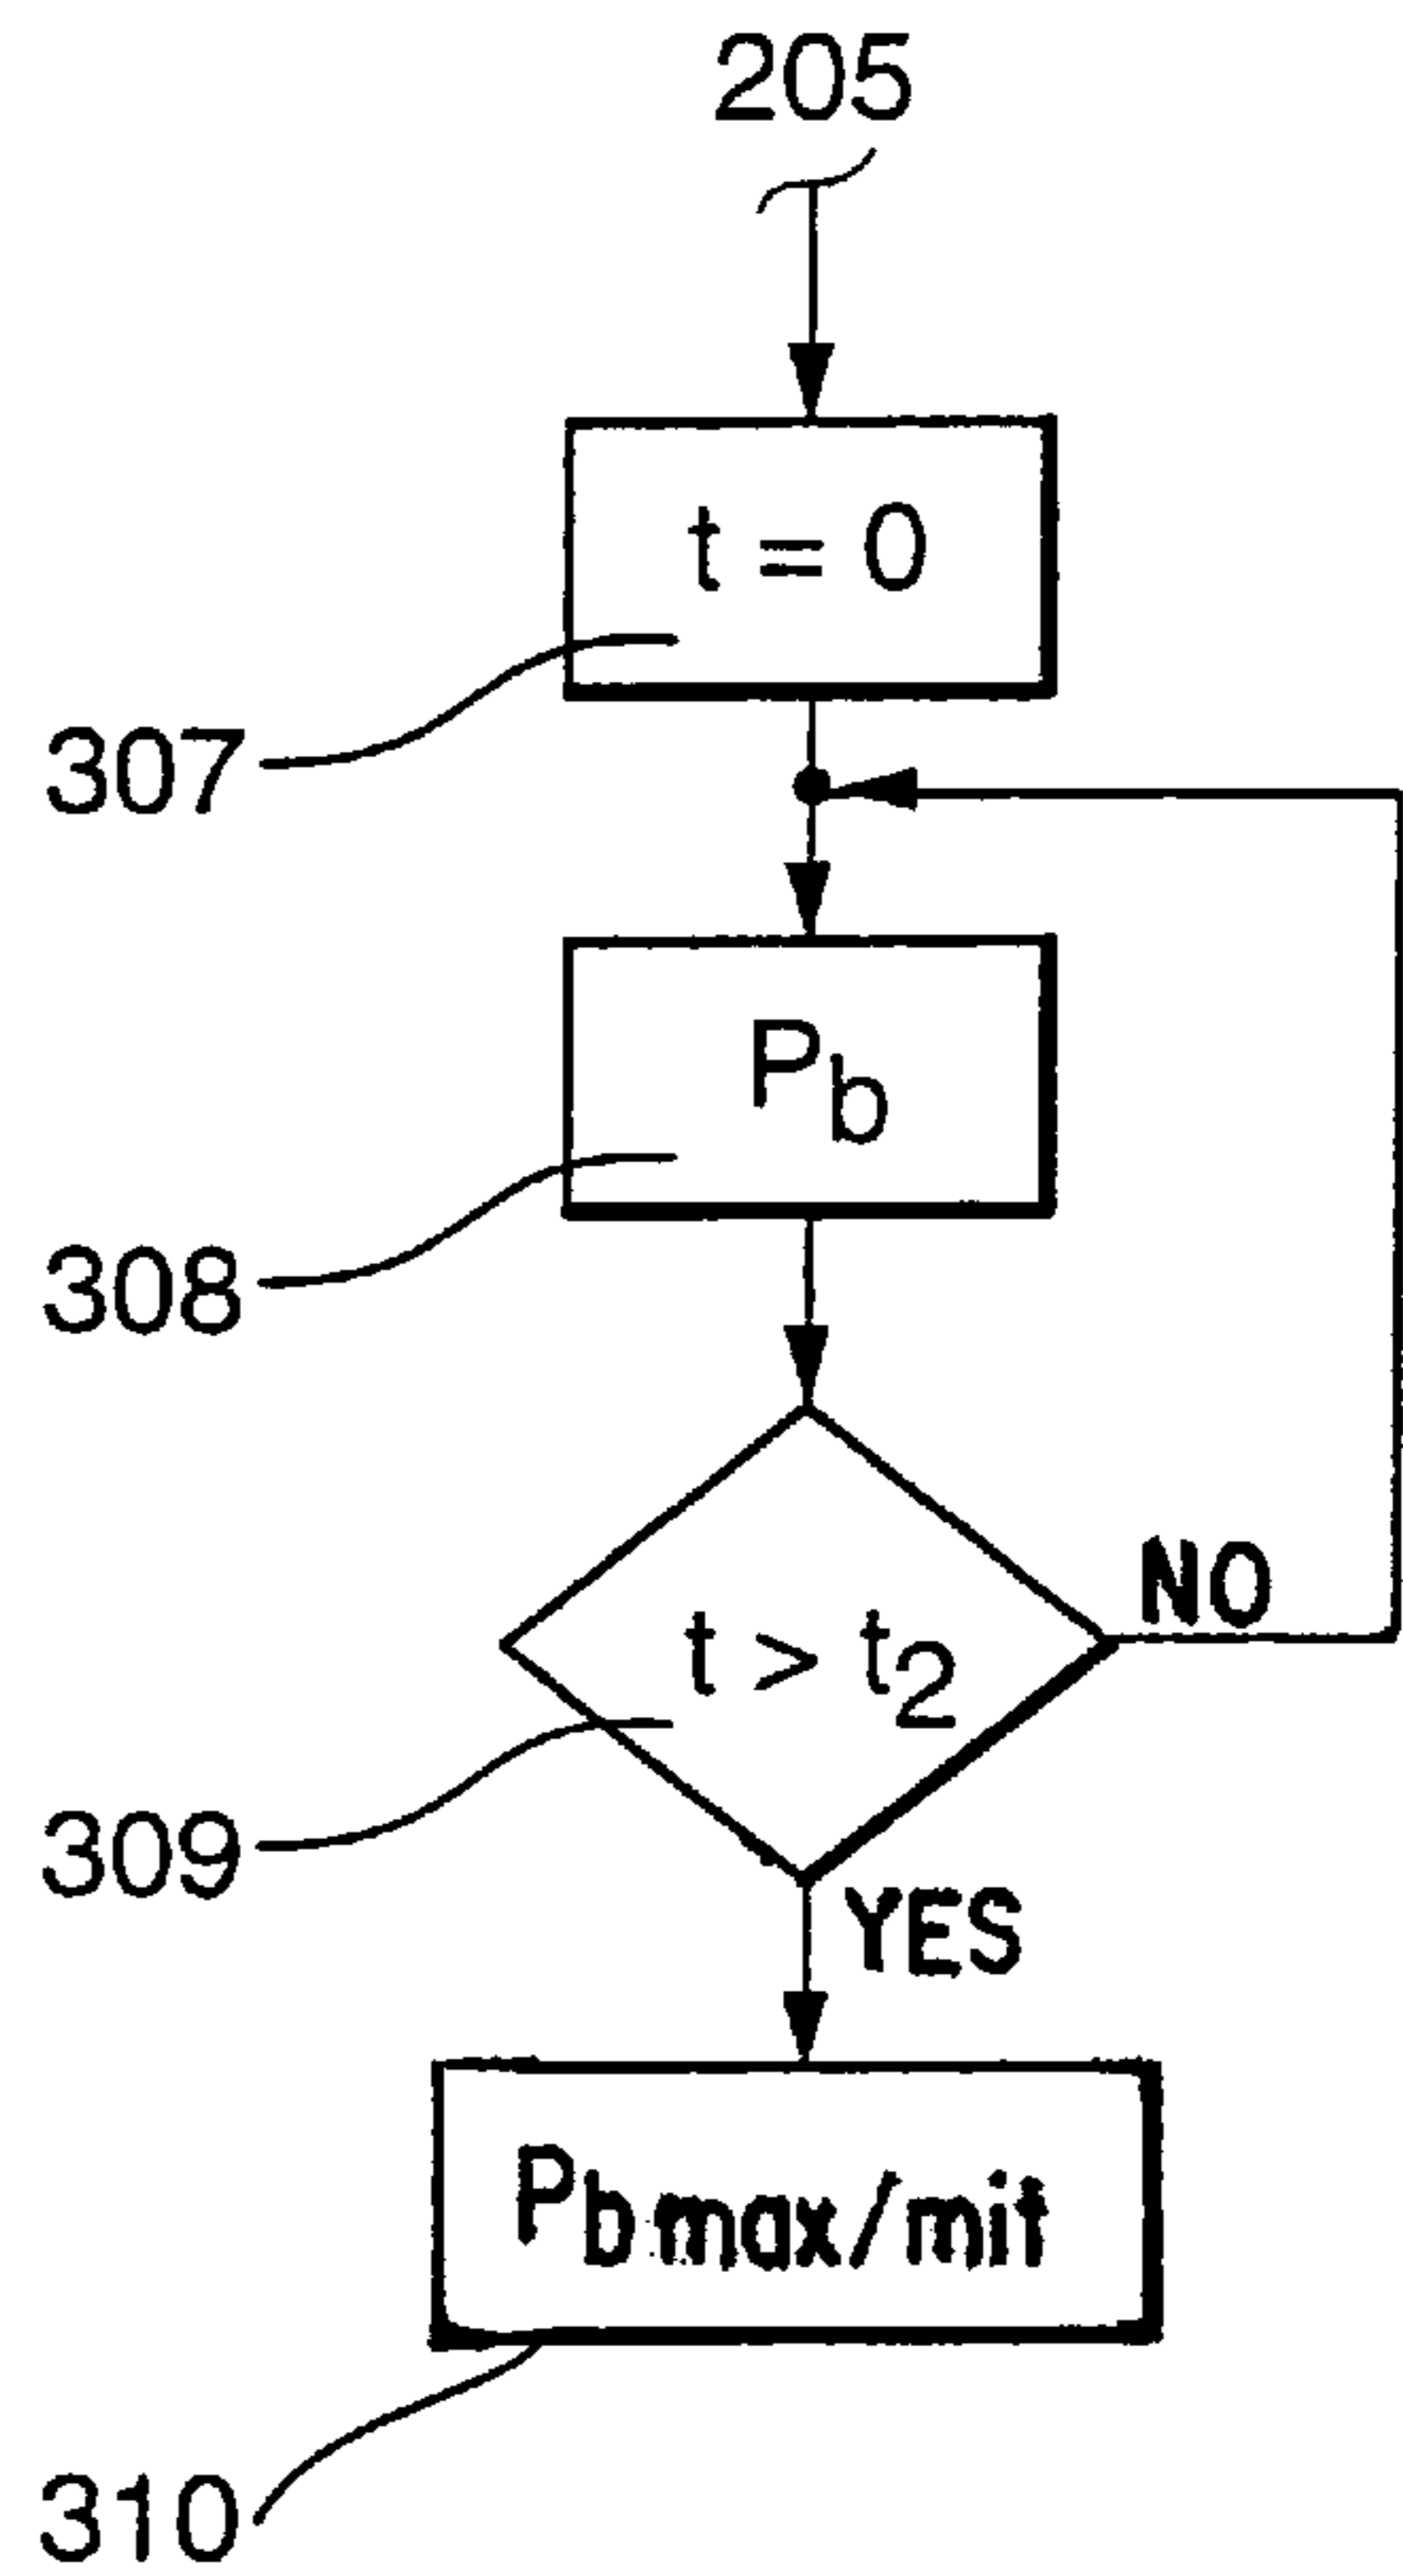 205
t = 0
307
Pb
308
NO
t > t2
309
YES
Pb max/mit
310